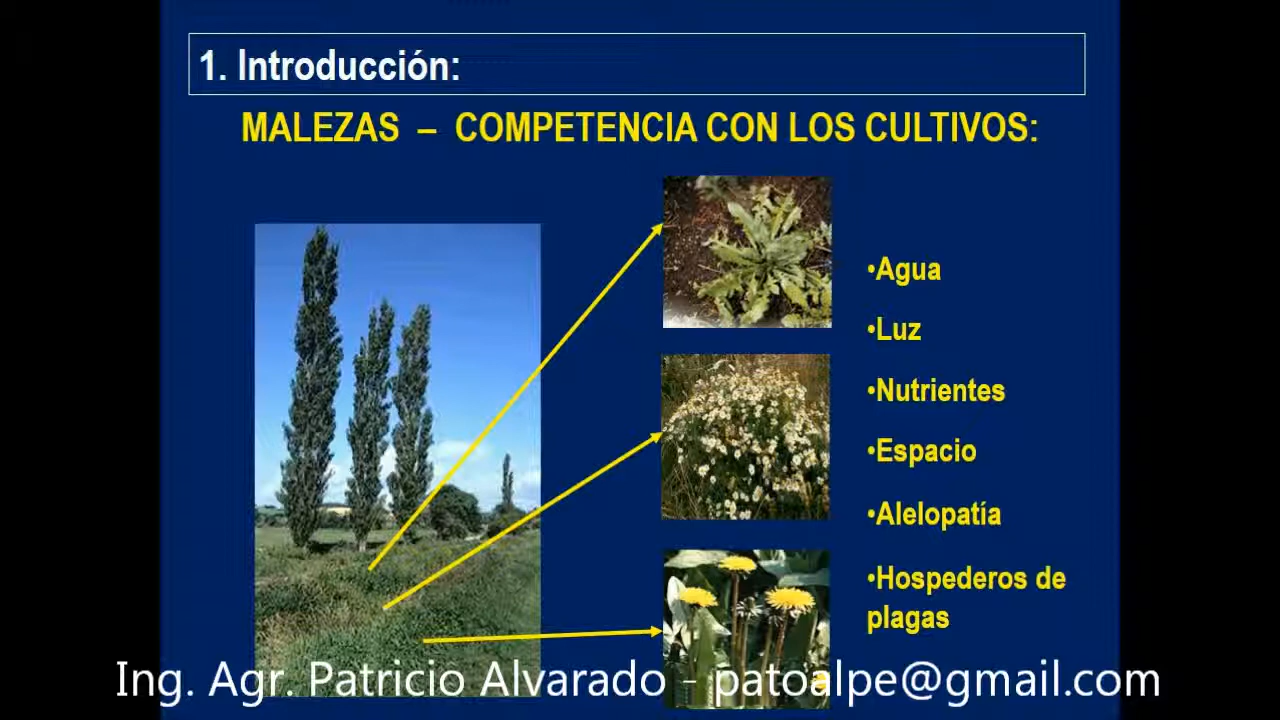 1. Introducción:
MALEZAS – COMPETENCIA CON LOS CULTIVOS:
•Agua
•Luz
•Nutrientes
•Espacio
•Alelopatía
•Hospederos de
plagas
Ing. Agr. Patricio Alvarado - patoalpe@gmail.com